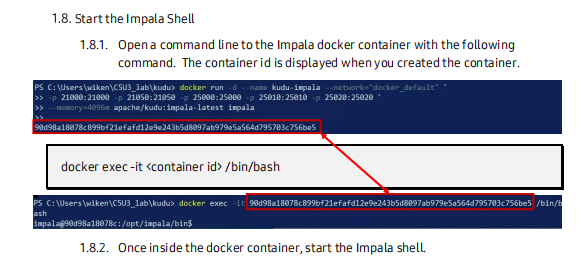 1.8. Start the Impala Shell
1.8.1. Open a command line to the Impala docker container with the following
command. The container id is displayed when you created the container.
PS C:\Users\wiken\C5U3_lab\kudu> docker run -d --name kudu-impala --network="docker_default" `
>> -p 21000:21000 -p 21050:21050 -p 25000:25000 -p 25010:25010 -p 25020:25020 `
>> --memory=4096m apache/kudu:impala-latest impala
>>
90d98a18078c899bf21efafd12e9e243b5d8097ab979e5a564d795703c756be5
docker exec -it <container id> /bin/bash
PS C:\Users\wiken\C5U3_lab\kudu> docker exec -it 90d98a18078c899bf21efafd12e9e243b5d8097ab979e5a564d795703c756be5 /bin/b
ash
impala@90d98a18078c:/opt/impala/bin$
1.8.2. Once inside the docker container, start the Impala shell.